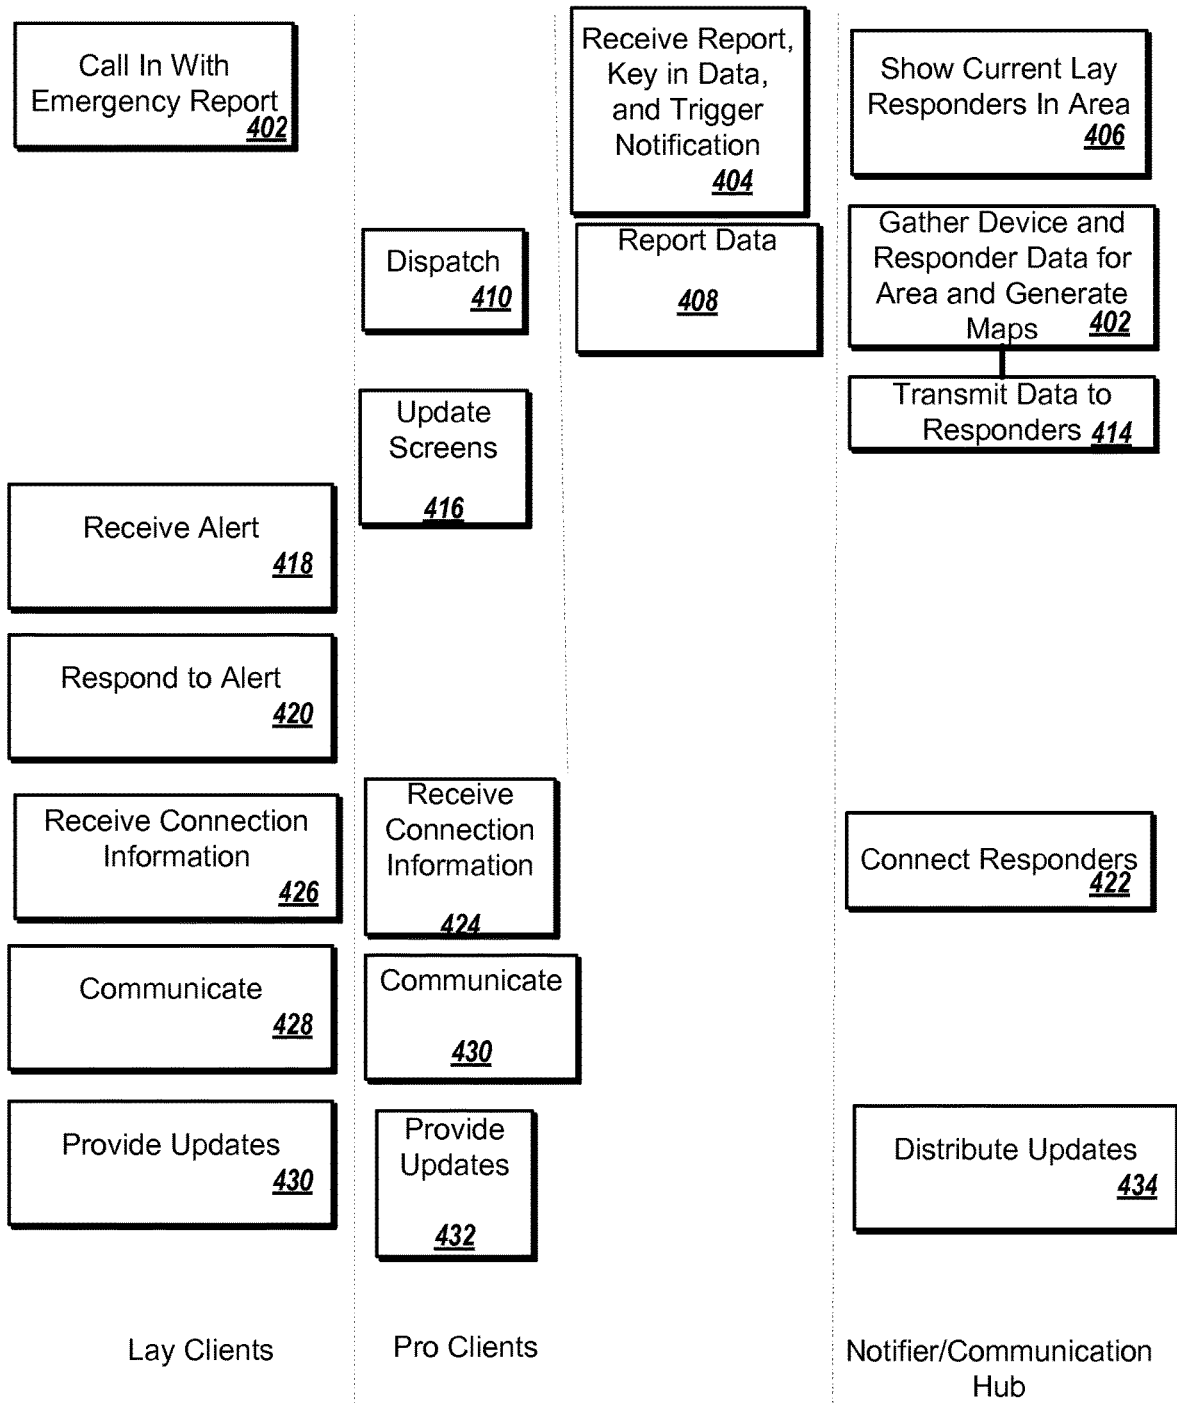 Call In With
Emergency Report
402
Receive Report,
Key in Data,
and Trigger
Notification
404
Show Current Lay
Responders In Area
406
Dispatch
410
Report Data
408
Gather Device and
Responder Data for
Area and Generate
Maps 402
Update
Screens
416
Transmit Data to
Responders 414
Receive Alert
418
Respond to Alert
420
Receive Connection
Information
426
Receive
Connection
Information
424
Connect Responders
422
Communicate
428
Communicate
430
Provide Updates
430
Provide
Updates
432
Distribute Updates
434
Lay Clients
Pro Clients
Notifier/Communication
Hub